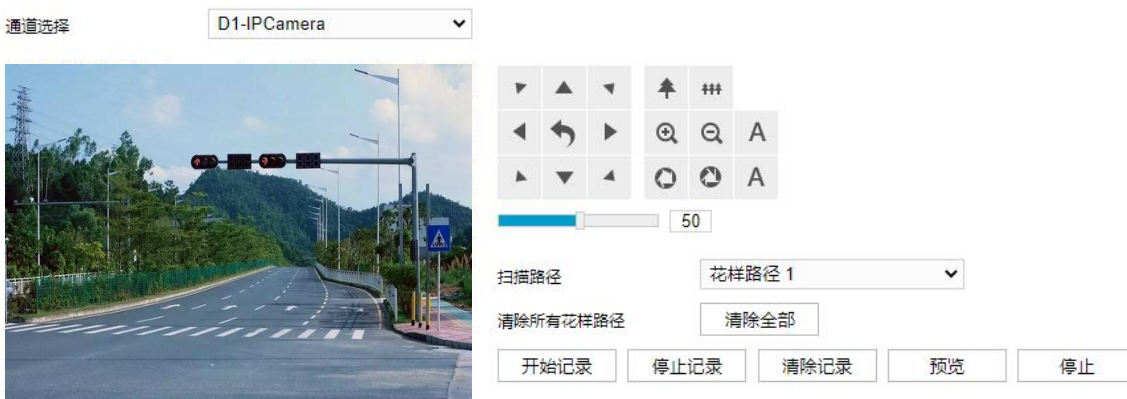 通道选择
D1-IPCamera
A
A
50
扫描路径
花样路径 1
清除所有花样路径
清除全部
开始记录
停止记录
清除记录
预览
停止